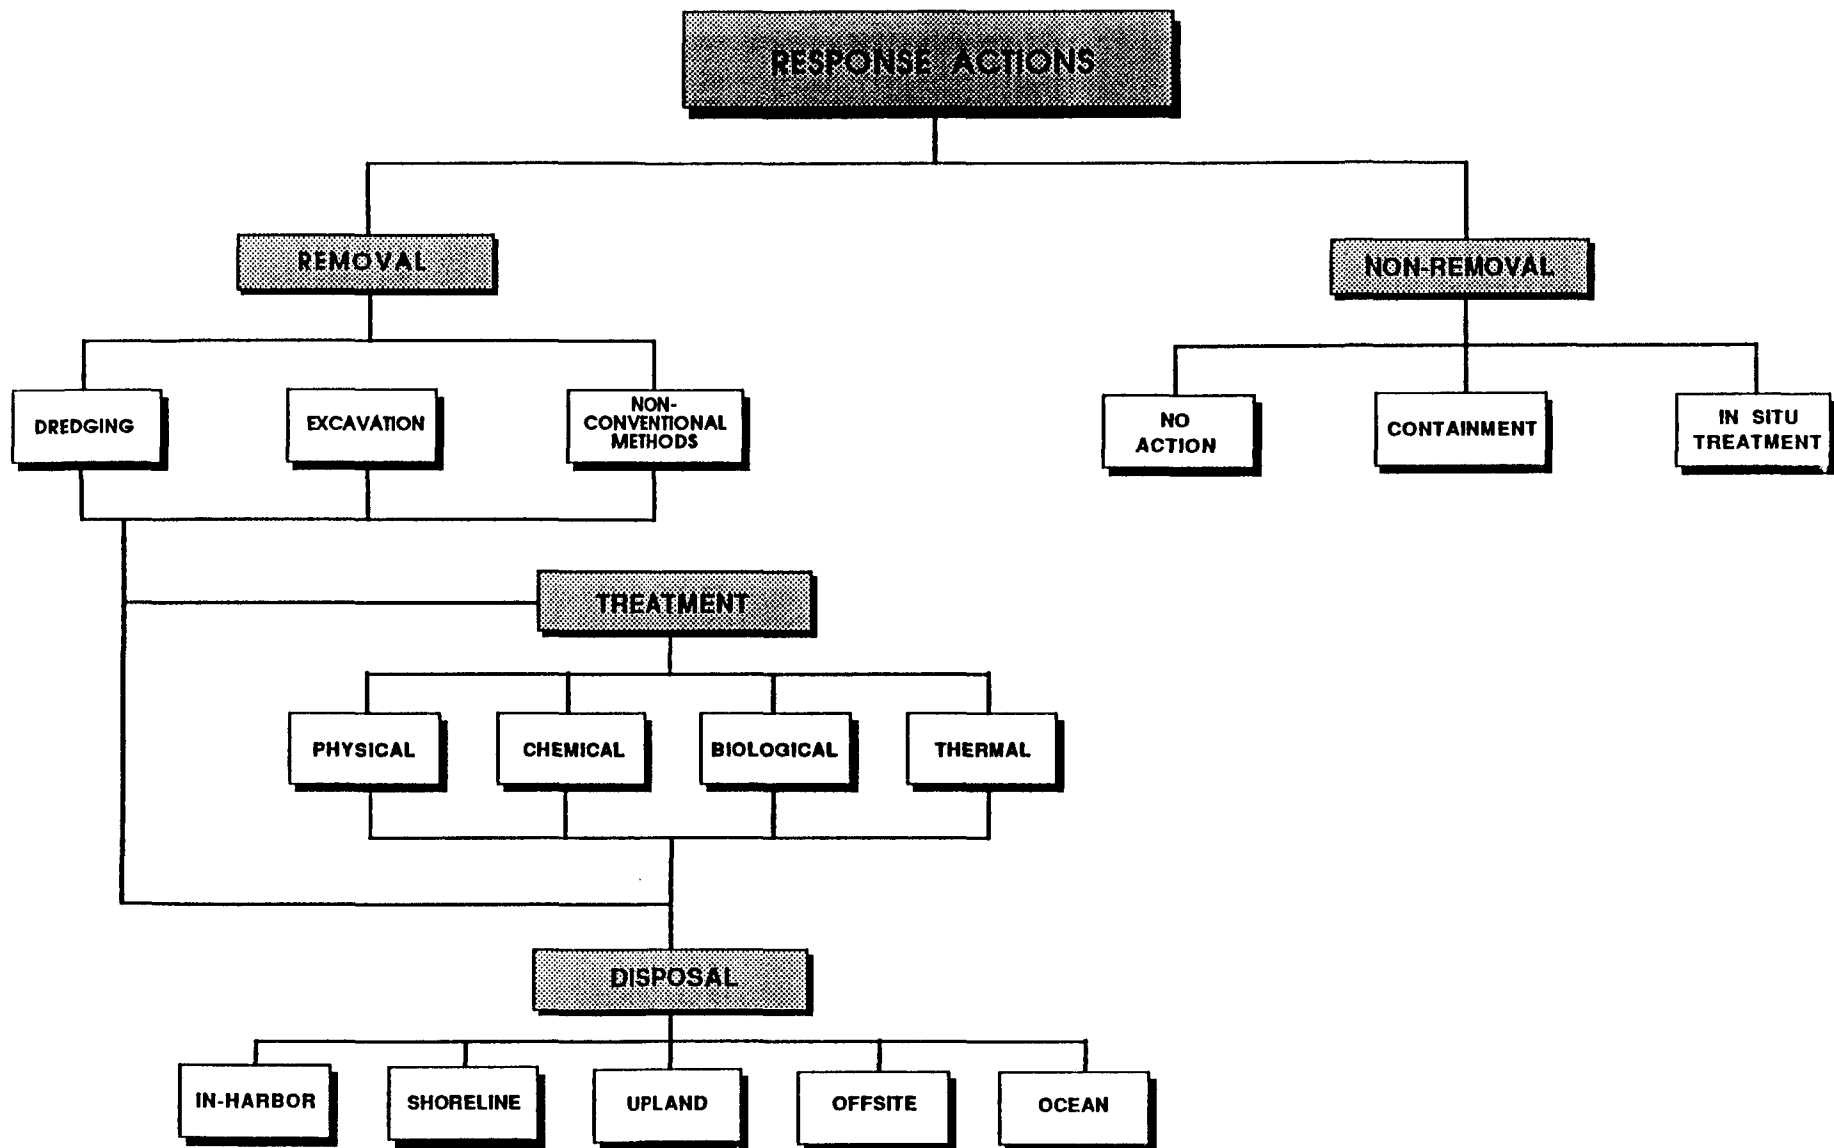 RESPONSE ACTIONS
REMOVAL
NON-REMOVAL
DREDGING
EXCAVATION
NON-
CONVENTIONAL
METHODS
NO
ACTION
CONTAINMENT
IN SITU
TREATMENT
TREATMENT
PHYSICAL
CHEMICAL
BIOLOGICAL
THERMAL
DISPOSAL
IN-HARBOR
SHORELINE
UPLAND
OFFSITE
OCEAN